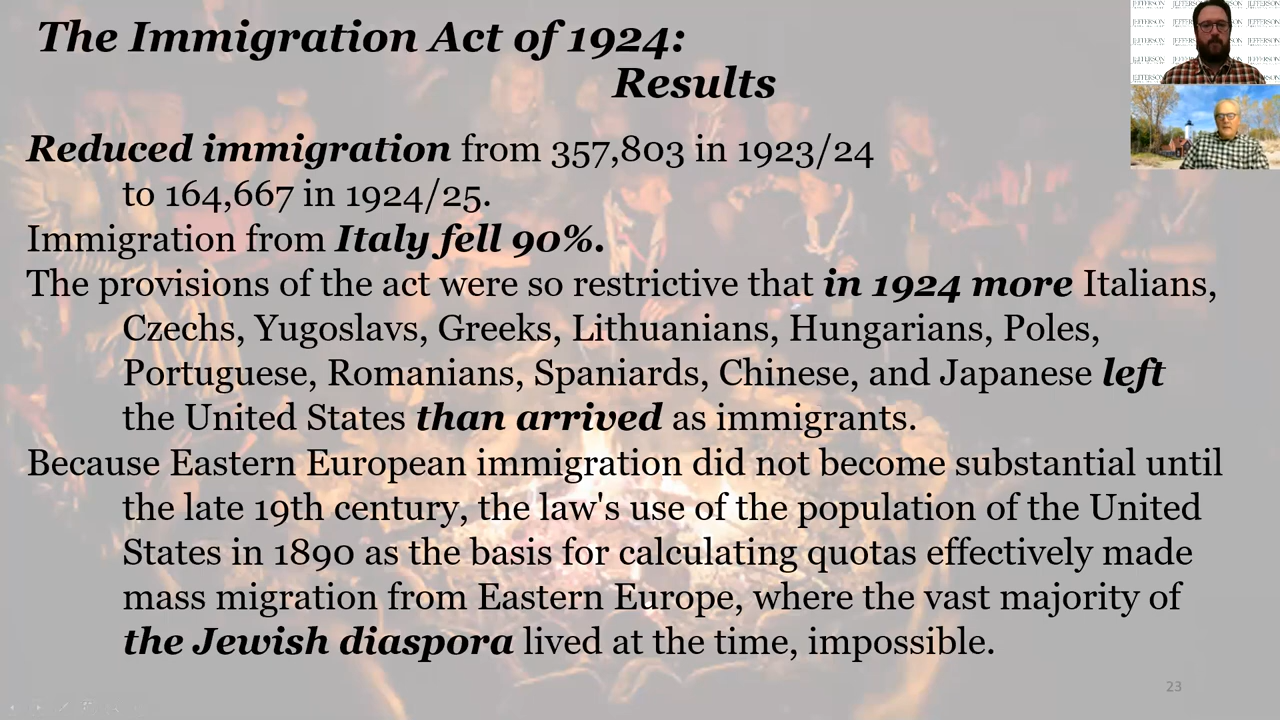 The Immigration Act of 1924:
Results
Reduced immigration from 357,803 in 1923/24
to 164,667 in 1924/25.
Immigration from Italy fell 90%.
The provisions of the act were so restrictive that in 1924 more Italians,
Czechs, Yugoslavs, Greeks, Lithuanians, Hungarians, Poles,
Portuguese, Romanians, Spaniards, Chinese, and Japanese left
the United States than arrived as immigrants.
Because Eastern European immigration did not become substantial until
the late 19th century, the law's use of the population of the United
States in 1890 as the basis for calculating quotas effectively made
mass migration from Eastern Europe, where the vast majority of
the Jewish diaspora lived at the time, impossible.
23